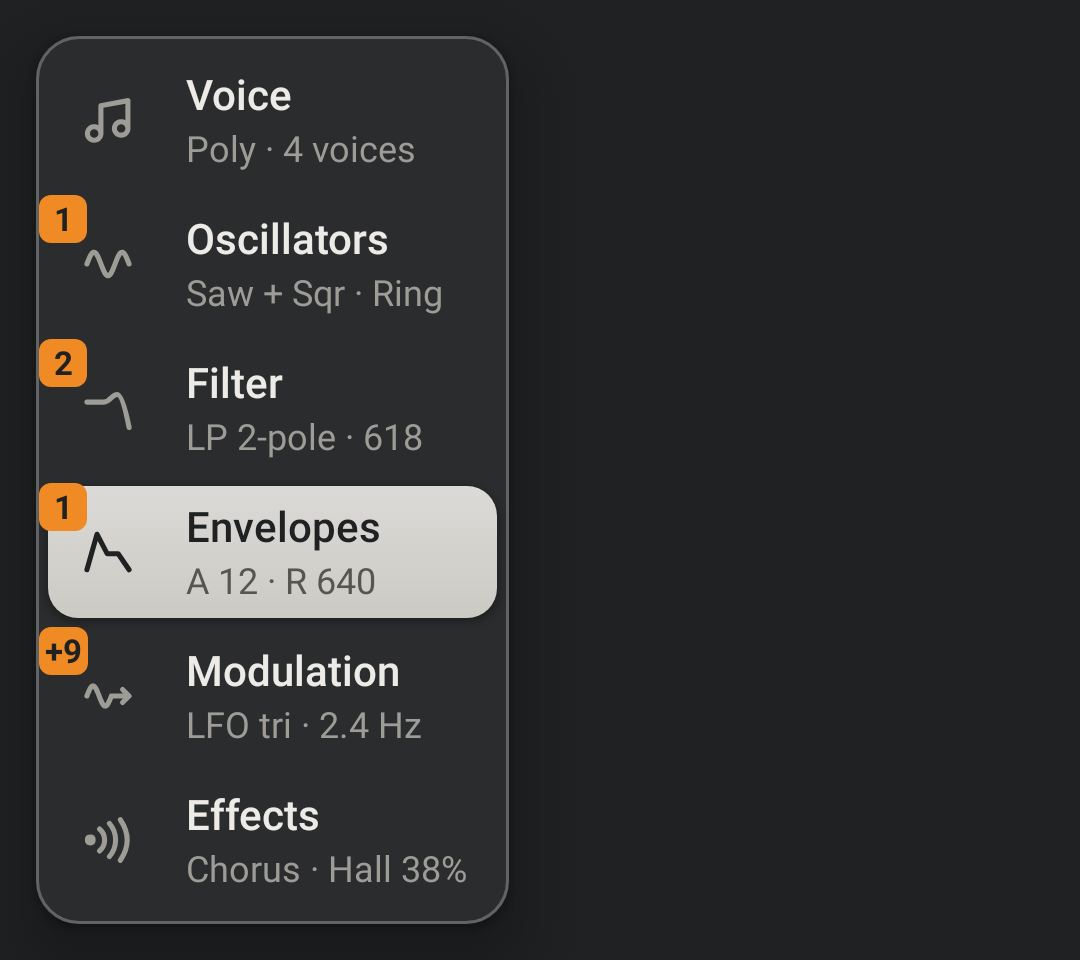 Voice
Poly · 4 voices
1
Oscillators
Saw + Sqr · Ring
2
Filter
LP 2-pole · 618
1
Envelopes
A 12 · R 640
+9
Modulation
LFO tri · 2.4 Hz
Effects
Chorus · Hall 38%